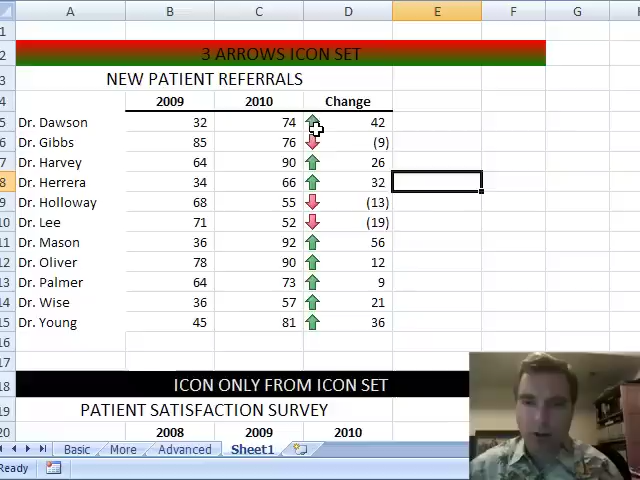 A B C D E F G
1
2 3 ARROWS ICON SET
3 NEW PATIENT REFERRALS
4 2009 2010 Change
5 Dr. Dawson 32 74 42
6 Dr. Gibbs 85 76 (9)
7 Dr. Harvey 64 90 26
8 Dr. Herrera 34 66 32
9 Dr. Holloway 68 55 (13)
10 Dr. Lee 71 52 (19)
11 Dr. Mason 36 92 56
12 Dr. Oliver 78 90 12
13 Dr. Palmer 64 73 9
14 Dr. Wise 36 57 21
15 Dr. Young 45 81 36
16
17
18 ICON ONLY FROM ICON SET
19 PATIENT SATISFACTION SURVEY
20 2008 2009 2010
Basic More Advanced Sheet1
Ready